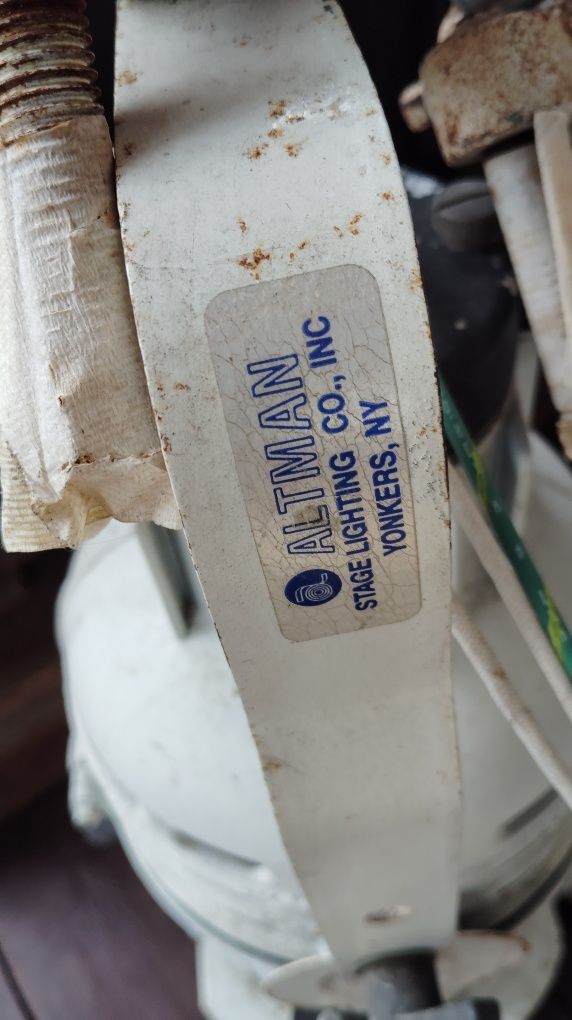 ALTMAN
STAGE LIGHTING CO., INC
YONKERS, NY